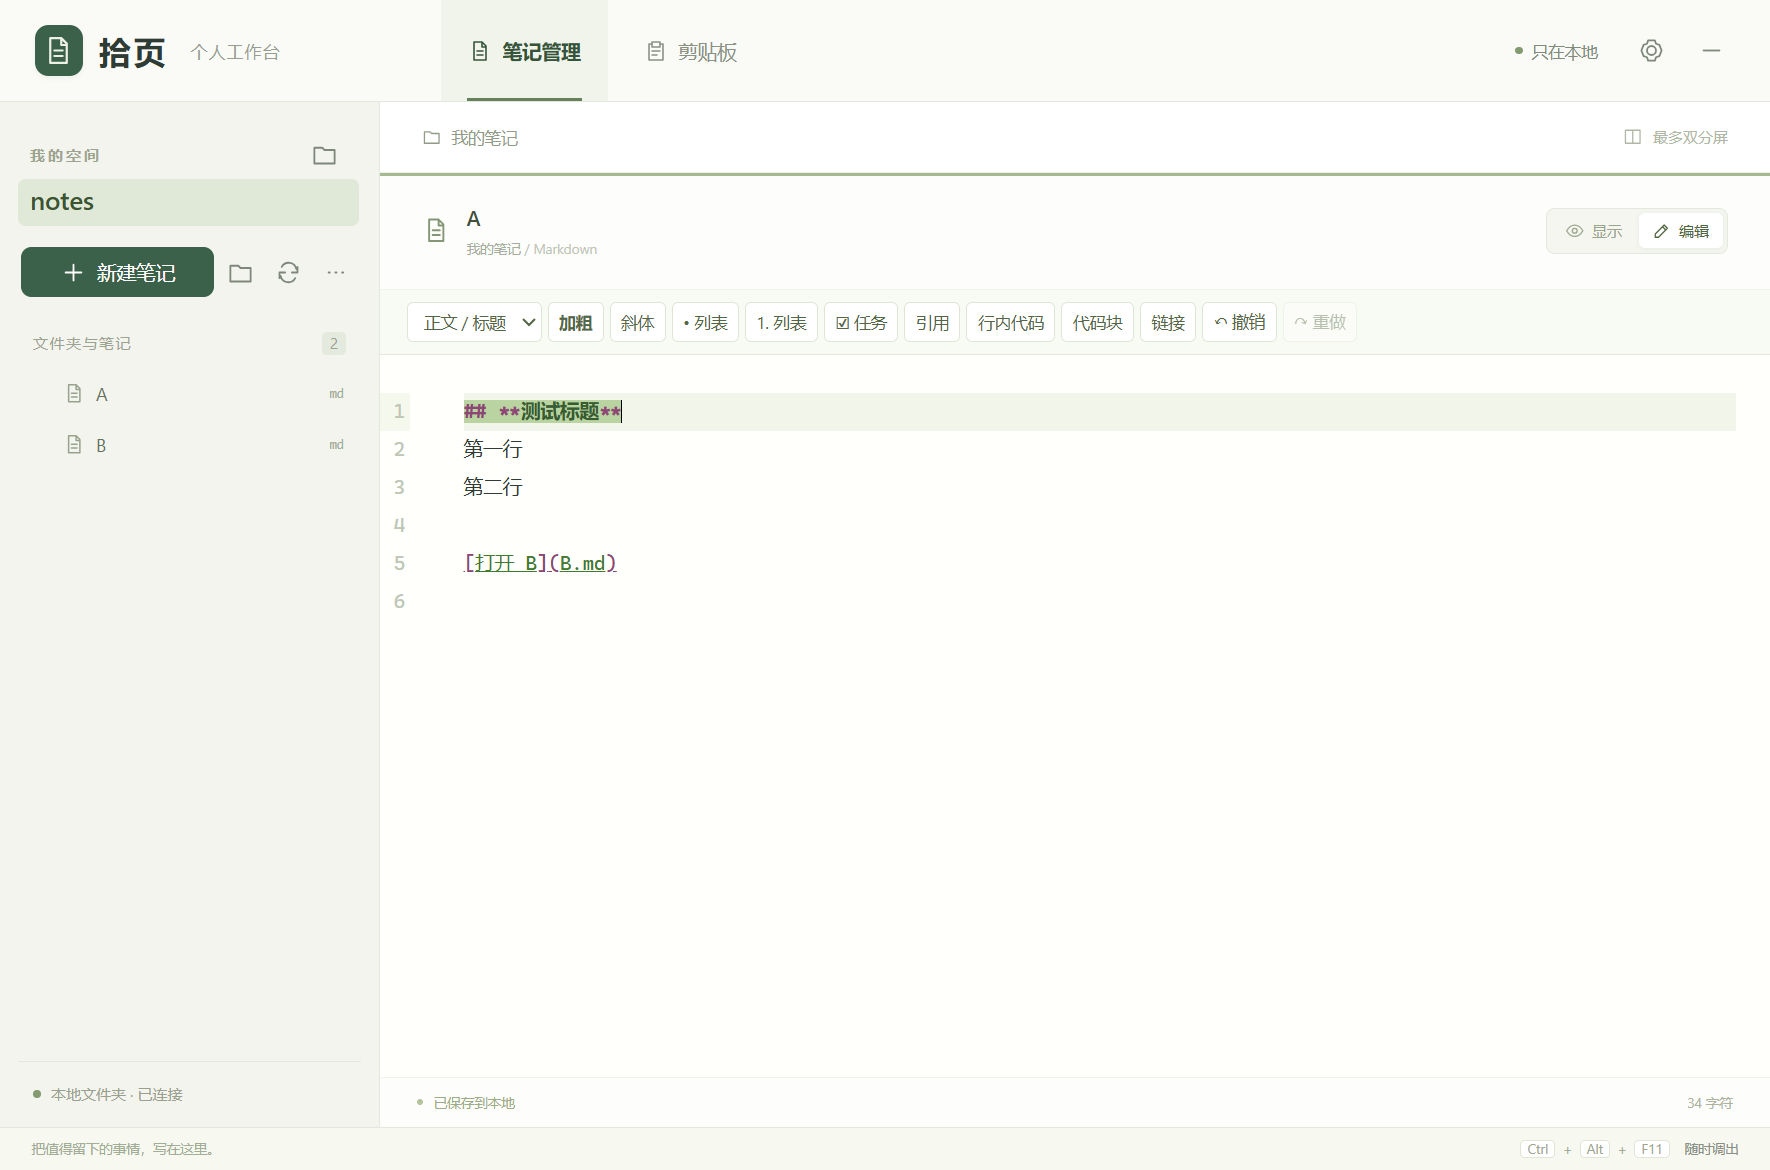 拾页 个人工作台 笔记管理 剪贴板 只在本地
我的空间
notes
新建笔记
文件夹与笔记 2
A md
B md
本地文件夹 · 已连接
我的笔记 最多双分屏
A
我的笔记 / Markdown
显示 编辑
正文 / 标题 加粗 斜体 • 列表 1. 列表 ☑ 任务 引用 行内代码 代码块 链接 ↶ 撤销 ↷ 重做
1 ## **测试标题**
2 第一行
3 第二行
4
5 [打开 B](B.md)
6
已保存到本地 34 字符
把值得留下的事情，写在这里。 Ctrl + Alt + F11 随时调出